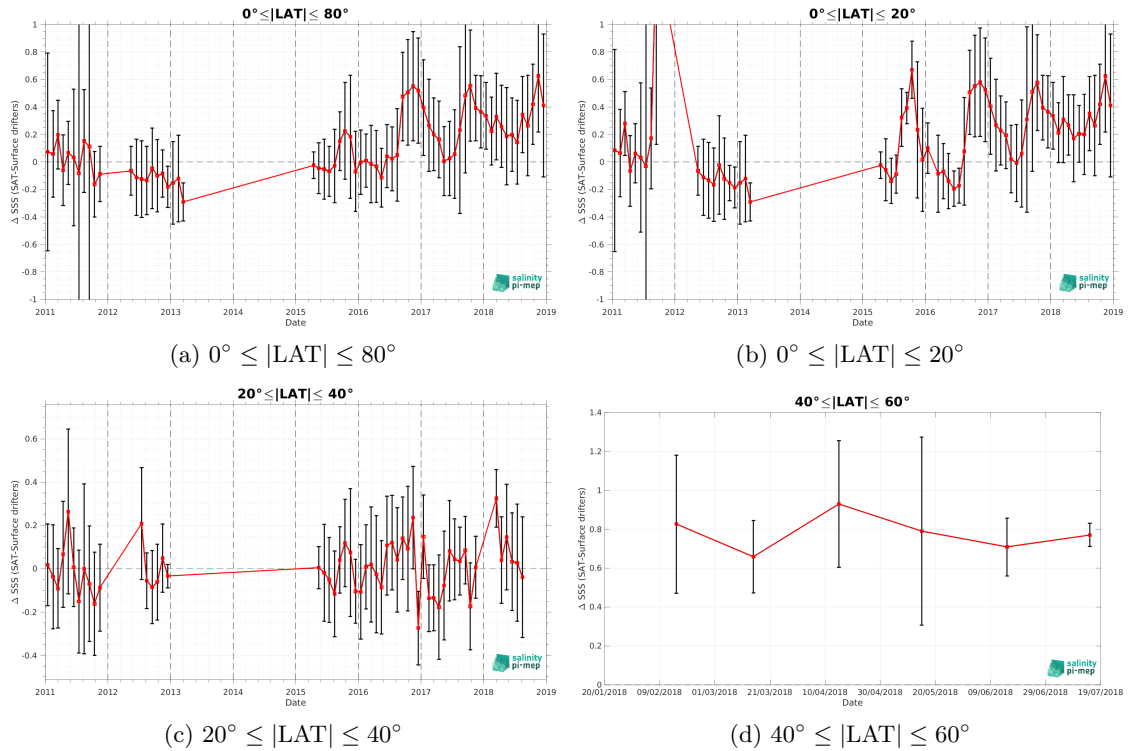 0°≤|LAT|≤ 80°
1
0.8
0.6
0.4
0.2
0
-0.2
-0.4
-0.6
-0.8
-1
Δ SSS (SAT-Surface drifters)
2011 2012 2013 2014 2015 2016 2017 2018 2019
Date
salinity
pi-mep
(a) 0° ≤ |LAT| ≤ 80°
0°≤|LAT|≤ 20°
1
0.8
0.6
0.4
0.2
0
-0.2
-0.4
-0.6
-0.8
-1
Δ SSS (SAT-Surface drifters)
2011 2012 2013 2014 2015 2016 2017 2018 2019
Date
salinity
pi-mep
(b) 0° ≤ |LAT| ≤ 20°
20°≤|LAT|≤ 40°
0.6
0.4
0.2
0
-0.2
-0.4
Δ SSS (SAT-Surface drifters)
2011 2012 2013 2014 2015 2016 2017 2018 2019
Date
salinity
pi-mep
(c) 20° ≤ |LAT| ≤ 40°
40°≤|LAT|≤ 60°
1.4
1.2
1
0.8
0.6
0.4
0.2
0
Δ SSS (SAT-Surface drifters)
20/01/2018 09/02/2018 01/03/2018 21/03/2018 10/04/2018 30/04/2018 20/05/2018 09/06/2018 29/06/2018 19/07/2018
Date
salinity
pi-mep
(d) 40° ≤ |LAT| ≤ 60°